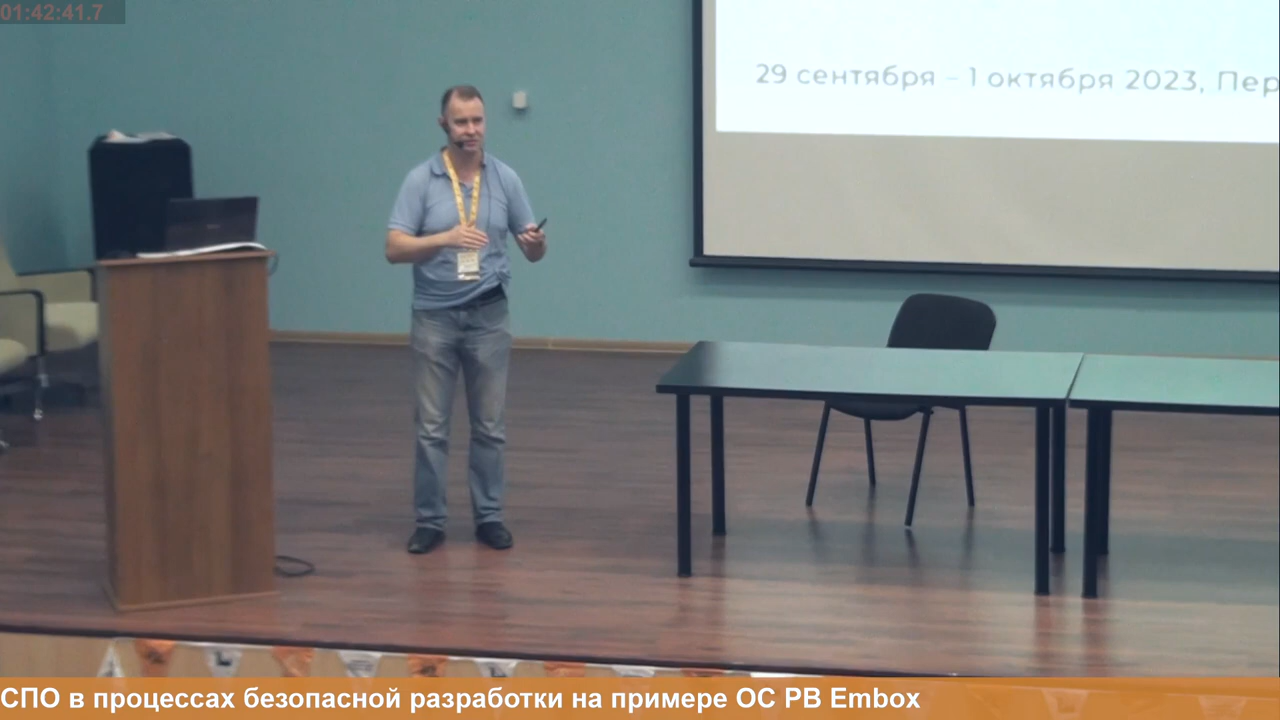 01:42:41.7
29 сентября – 1 октября 2023, Пер
СПО в процессах безопасной разработки на примере ОС РВ Embox